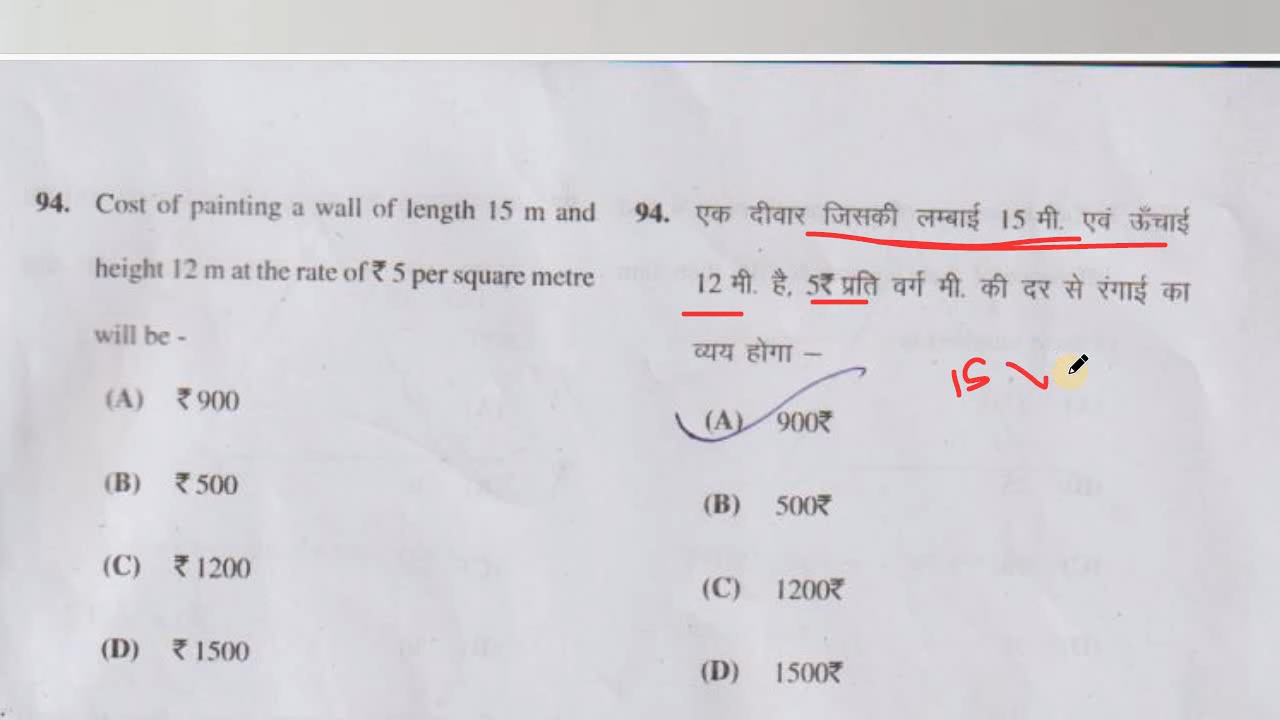 94. Cost of painting a wall of length 15 m and
height 12 m at the rate of ₹ 5 per square metre
will be -
(A) ₹ 900
(B) ₹ 500
(C) ₹ 1200
(D) ₹ 1500
94. एक दीवार जिसकी लम्बाई 15 मी. एवं ऊँचाई
12 मी. है, 5₹ प्रति वर्ग मी. की दर से रंगाई का
व्यय होगा –
15
(A) 900₹
(B) 500₹
(C) 1200₹
(D) 1500₹